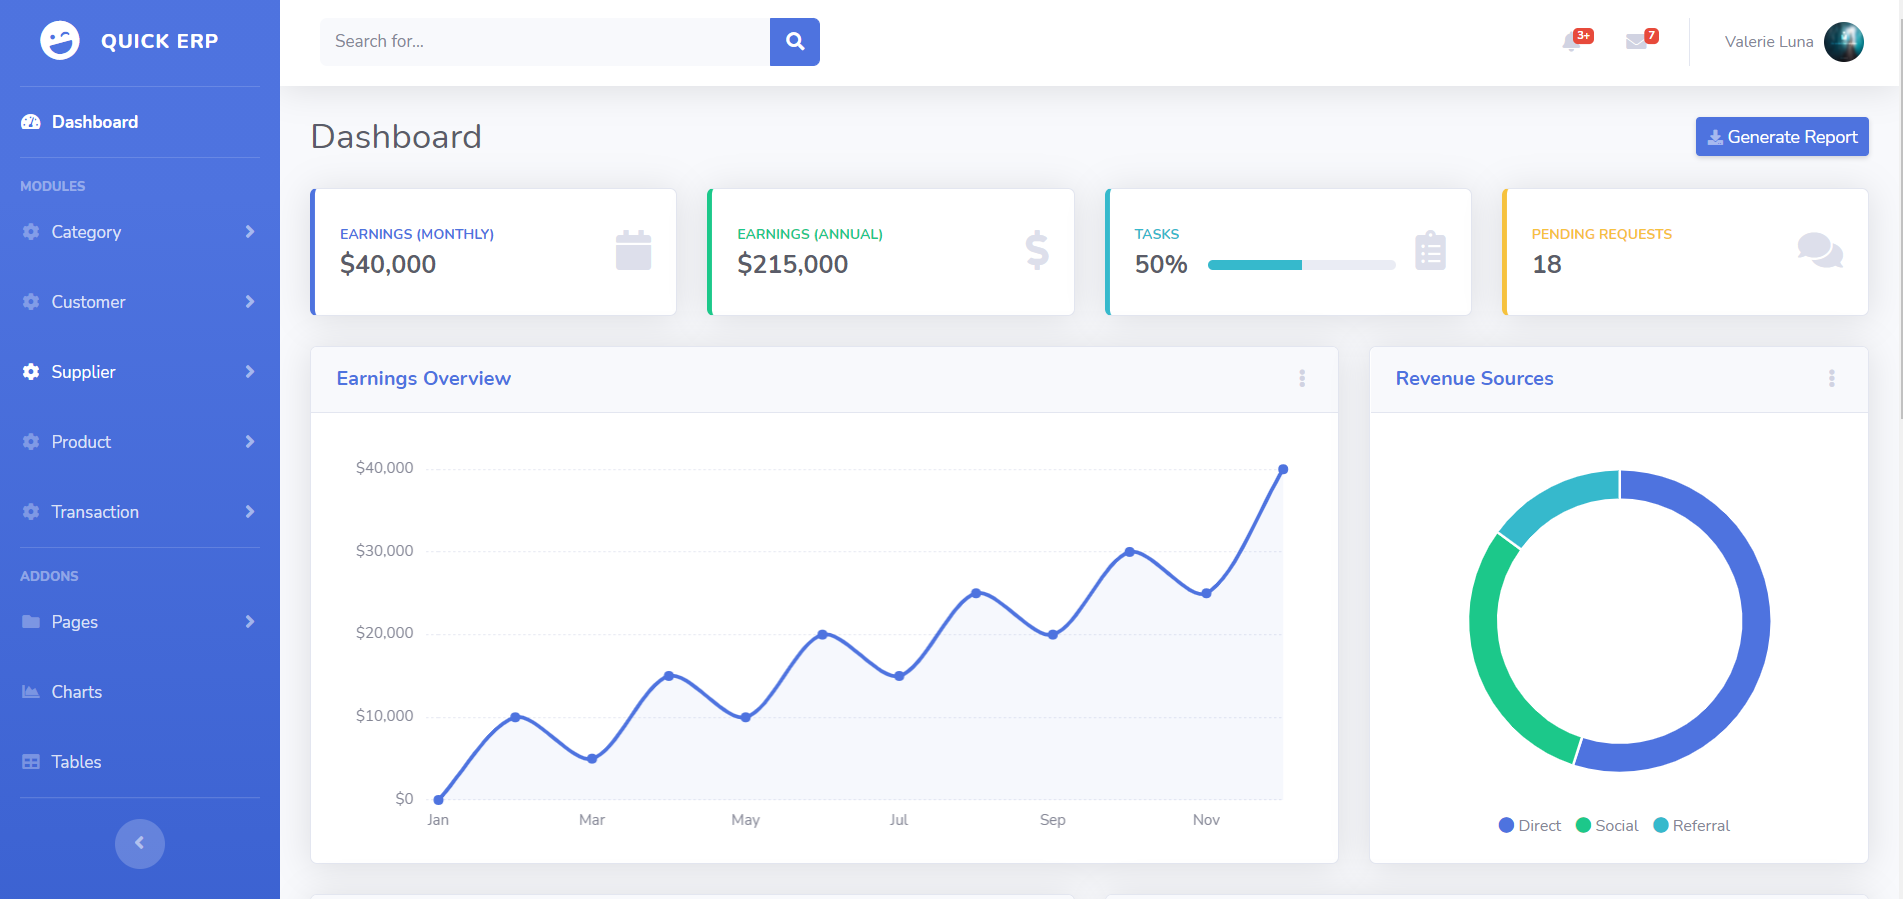 QUICK ERP
Search for...
3+
7
Valerie Luna
Dashboard
MODULES
Category
Customer
Supplier
Product
Transaction
ADDONS
Pages
Charts
Tables
Dashboard
Generate Report
EARNINGS (MONTHLY)
$40,000
EARNINGS (ANNUAL)
$215,000
TASKS
50%
PENDING REQUESTS
18
Earnings Overview
$40,000
$30,000
$20,000
$10,000
$0
Jan Mar May Jul Sep Nov
Revenue Sources
Direct Social Referral